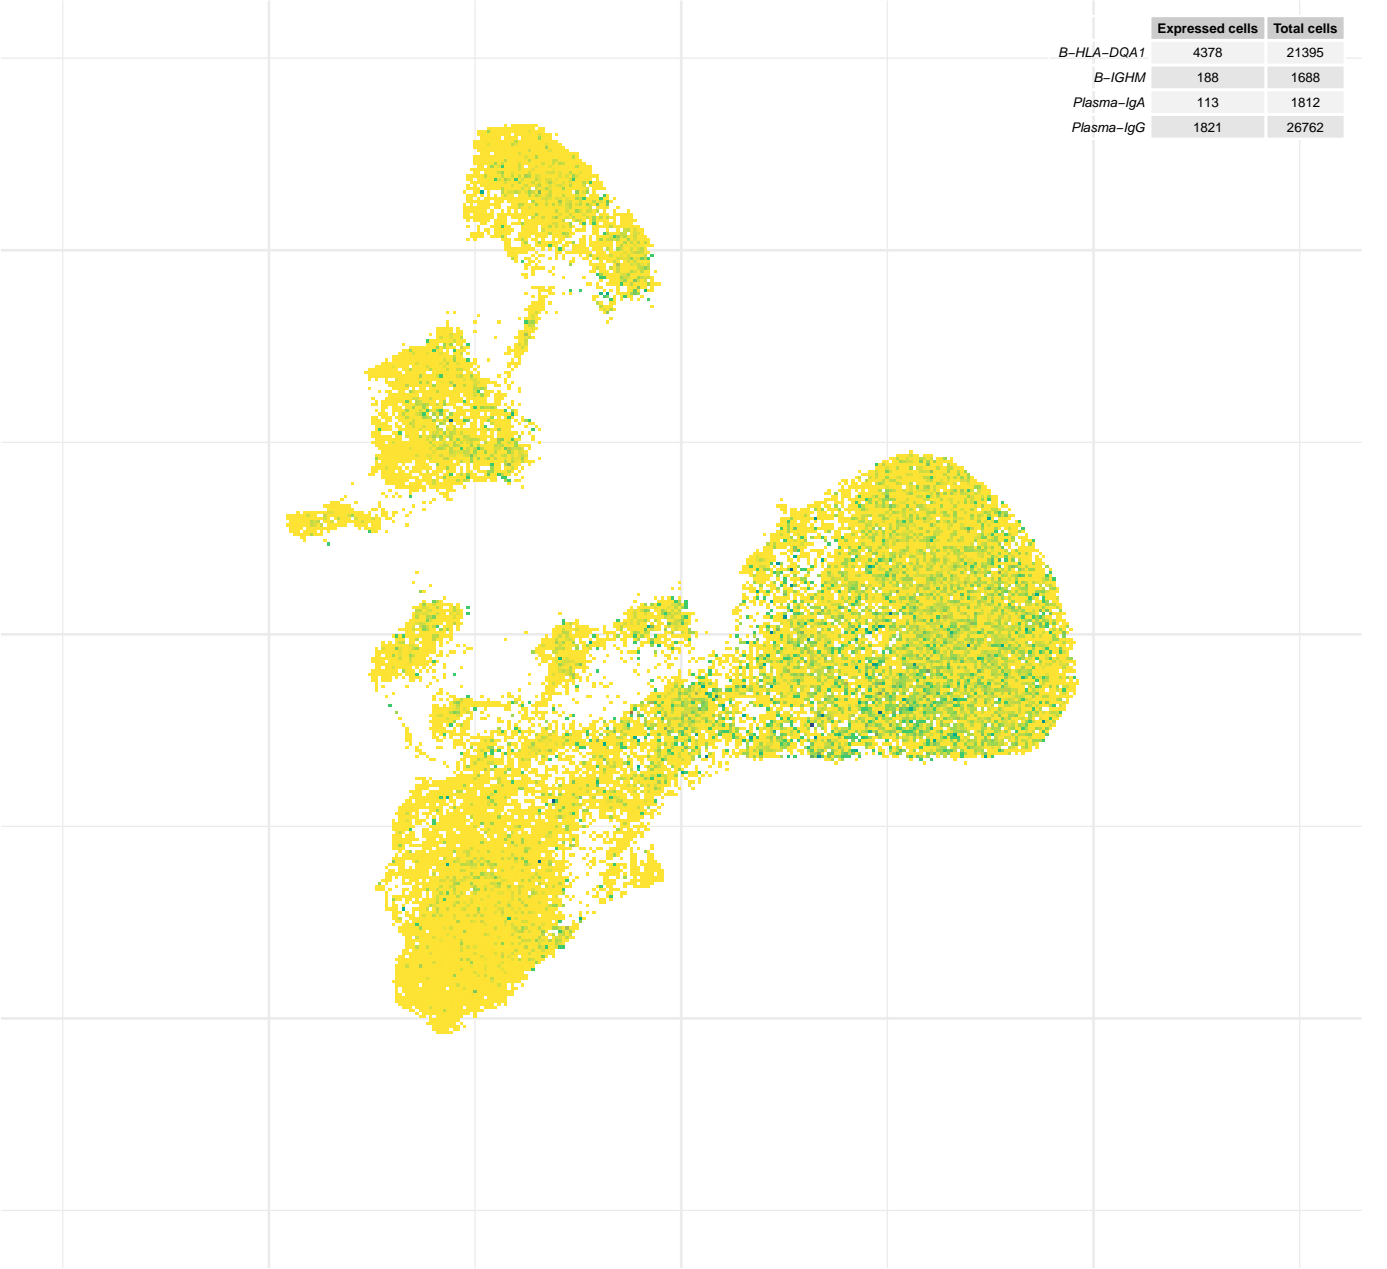 Expressed cells Total cells
B−HLA−DQA1 4378 21395
B−IGHM 188 1688
Plasma−IgA 113 1812
Plasma−IgG 1821 26762